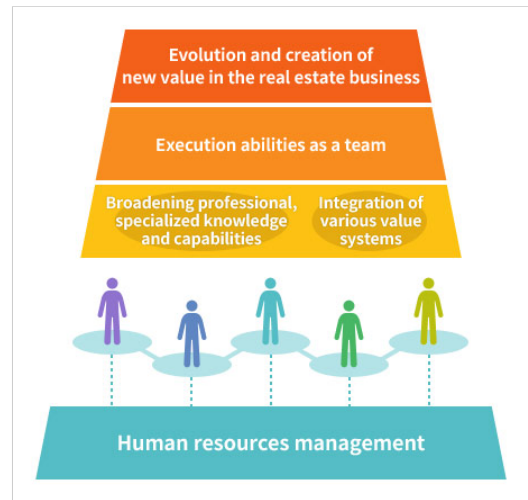 Evolution and creation of
new value in the real estate business
Execution abilities as a team
Broadening professional,
specialized knowledge
and capabilities
Integration of
various value
systems
Human resources management